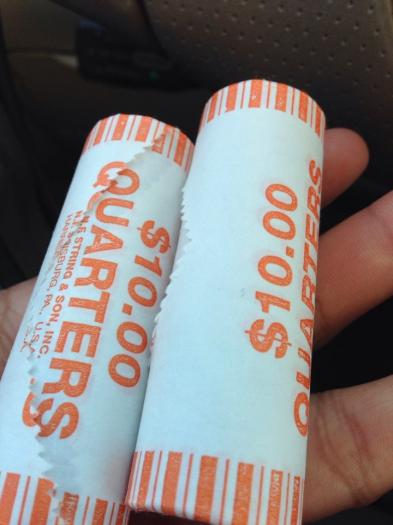 $10.00
QUARTERS
N.F. STRING & SON, INC.
HARRISBURG, PA., U.S.A.
$10.00
QUARTERS